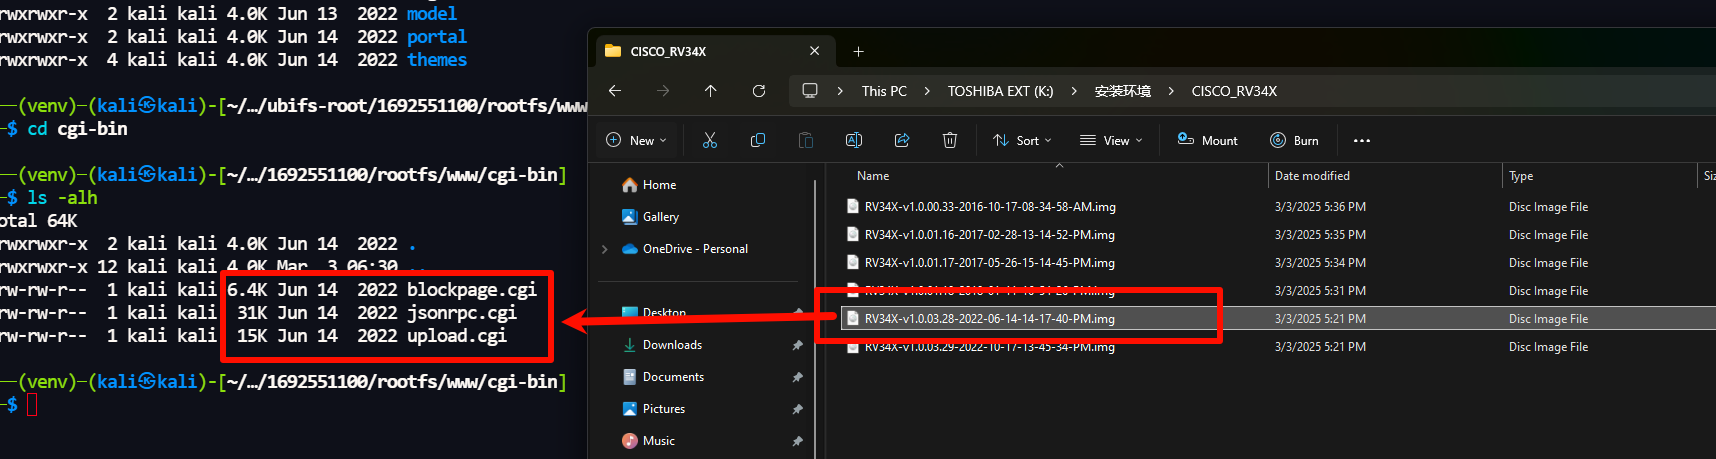 rwxrwxr-x  2 kali kali 4.0K Jun 13  2022 model
rwxrwxr-x  2 kali kali 4.0K Jun 14  2022 portal
rwxrwxr-x  4 kali kali 4.0K Jun 14  2022 themes
(venv)-(kali㉿kali)-[~/…/ubifs-root/1692551100/rootfs/www
$ cd cgi-bin
(venv)-(kali㉿kali)-[~/…/1692551100/rootfs/www/cgi-bin]
$ ls -alh
otal 64K
rwxrwxr-x  2 kali kali 4.0K Jun 14  2022 .
rwxrwxr-x 12 kali kali 4.0K Mar  3 06:30 ..
rw-rw-r--  1 kali kali 6.4K Jun 14  2022 blockpage.cgi
rw-rw-r--  1 kali kali  31K Jun 14  2022 jsonrpc.cgi
rw-rw-r--  1 kali kali  15K Jun 14  2022 upload.cgi
(venv)-(kali㉿kali)-[~/…/1692551100/rootfs/www/cgi-bin]
$
CISCO_RV34X
This PC > TOSHIBA EXT (K:) > 安装环境 > CISCO_RV34X
New Sort View Mount Burn
Home
Gallery
OneDrive - Personal
Desktop
Downloads
Documents
Pictures
Music
Name Date modified Type Siz
RV34X-v1.0.00.33-2016-10-17-08-34-58-AM.img 3/3/2025 5:36 PM Disc Image File
RV34X-v1.0.01.16-2017-02-28-13-14-52-PM.img 3/3/2025 5:35 PM Disc Image File
RV34X-v1.0.01.17-2017-05-26-15-14-45-PM.img 3/3/2025 5:34 PM Disc Image File
3/3/2025 5:31 PM Disc Image File
RV34X-v1.0.03.28-2022-06-14-14-17-40-PM.img 3/3/2025 5:21 PM Disc Image File
RV34X-v1.0.03.29-2022-10-17-13-45-34-PM.img 3/3/2025 5:21 PM Disc Image File